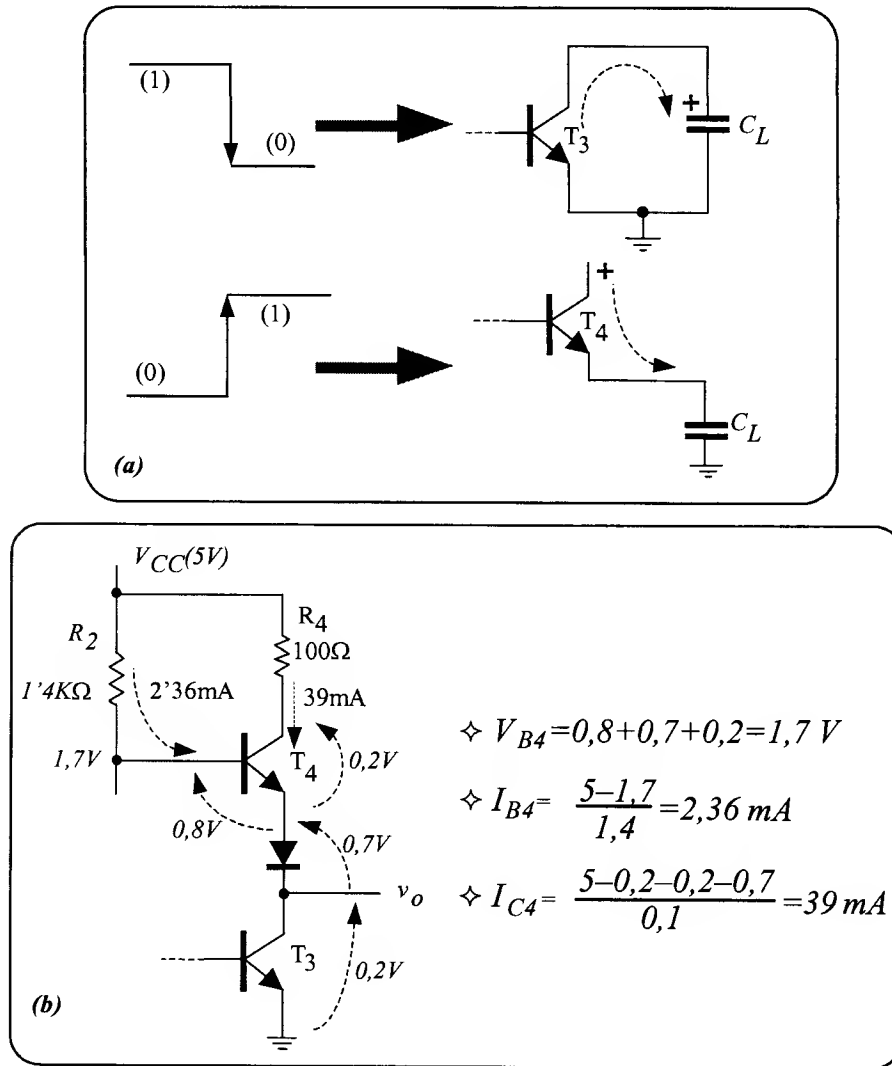 (1)
(0)
T3
+
CL
(0)
(1)
+
T4
CL
(a)
VCC(5V)
R2
1'4KΩ
2'36mA
R4
100Ω
39mA
1,7V
T4
0,2V
0,8V
0,7V
vo
T3
0,2V
(b)
✧ VB4=0,8+0,7+0,2=1,7 V
✧ IB4= 5–1,7 / 1,4 =2,36 mA
✧ IC4= 5–0,2–0,2–0,7 / 0,1 =39 mA